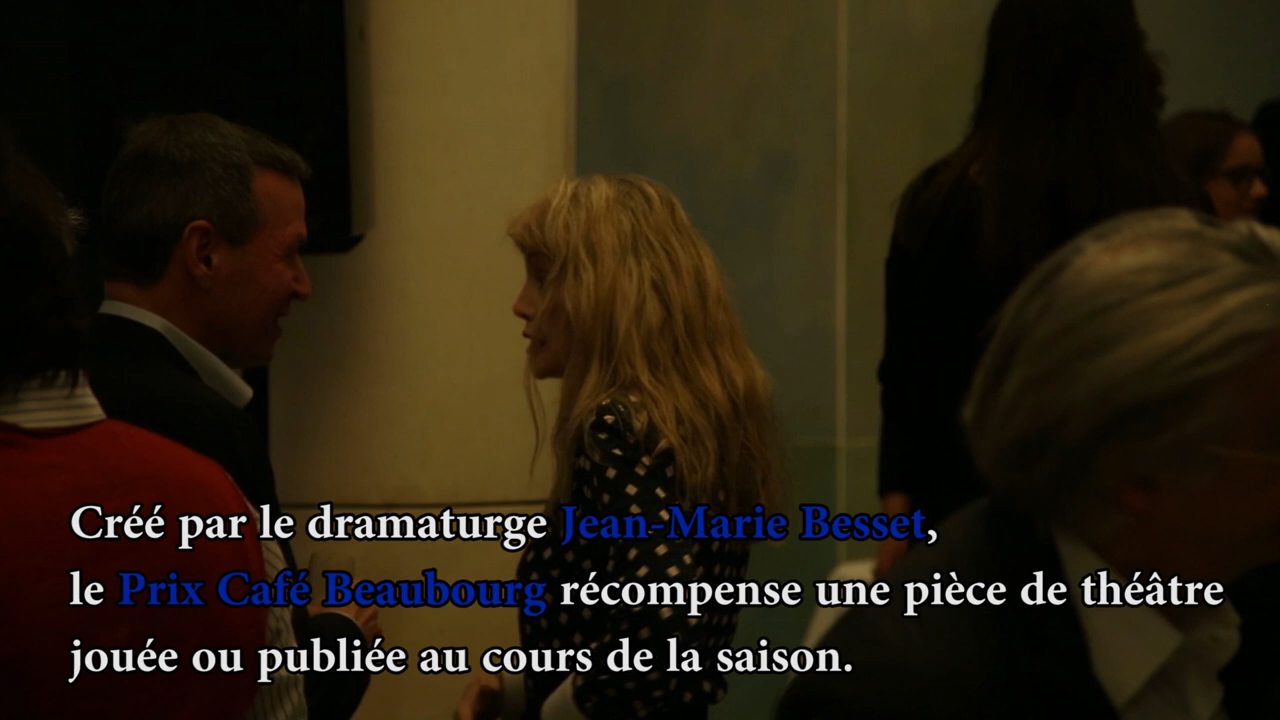 Créé par le dramaturge Jean-Marie Besset,
le Prix Café Beaubourg récompense une pièce de théâtre
jouée ou publiée au cours de la saison.